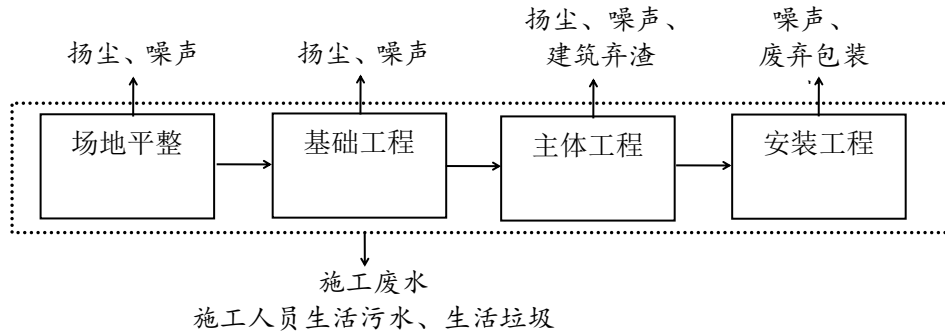 扬尘、噪声
扬尘、噪声
扬尘、噪声、
建筑弃渣
噪声、
废弃包装
场地平整
基础工程
主体工程
安装工程
施工废水
施工人员生活污水、生活垃圾